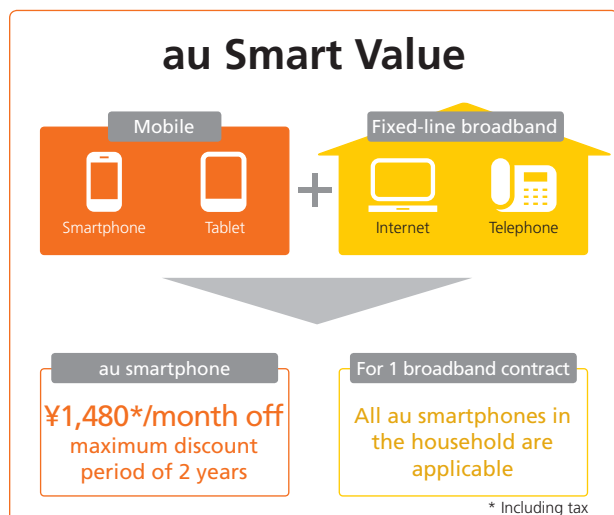 au Smart Value
Mobile
Fixed-line broadband
Smartphone
Tablet
Internet
Telephone
au smartphone
¥1,480*/month off
maximum discount
period of 2 years
For 1 broadband contract
All au smartphones in
the household are
applicable
* Including tax